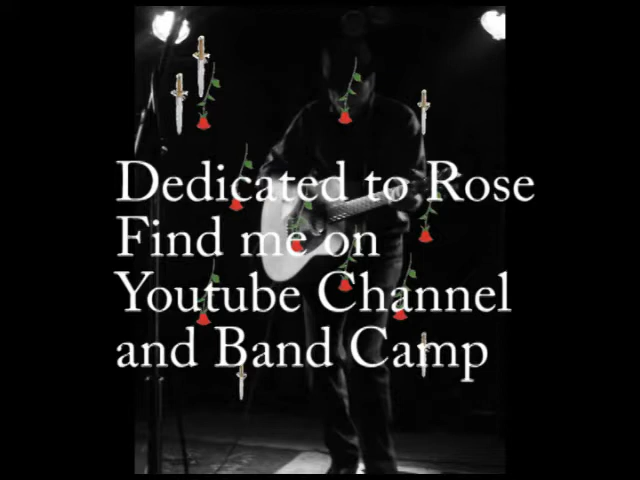 Dedicated to Rose
Find me on
Youtube Channel
and Band Camp